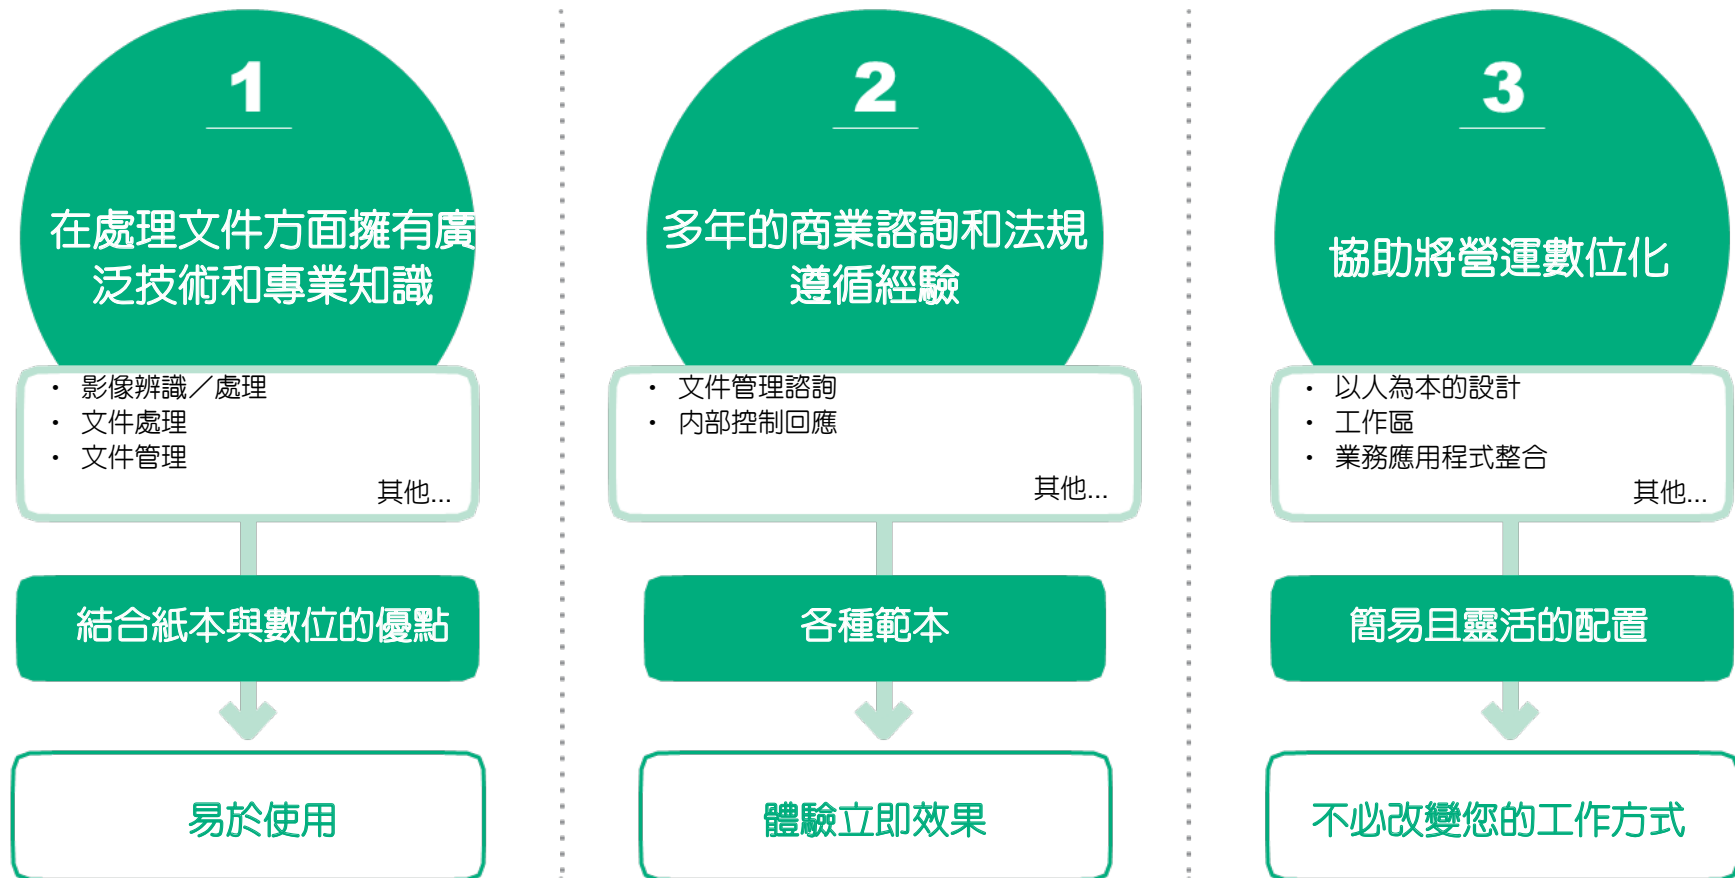 1
在處理文件方面擁有廣
泛技術和專業知識
・ 影像辨識／處理
・ 文件處理
・ 文件管理
其他...
結合紙本與數位的優點
易於使用
2
多年的商業諮詢和法規
遵循經驗
・ 文件管理諮詢
・ 內部控制回應
其他...
各種範本
體驗立即效果
3
協助將營運數位化
・ 以人為本的設計
・ 工作區
・ 業務應用程式整合
其他...
簡易且靈活的配置
不必改變您的工作方式